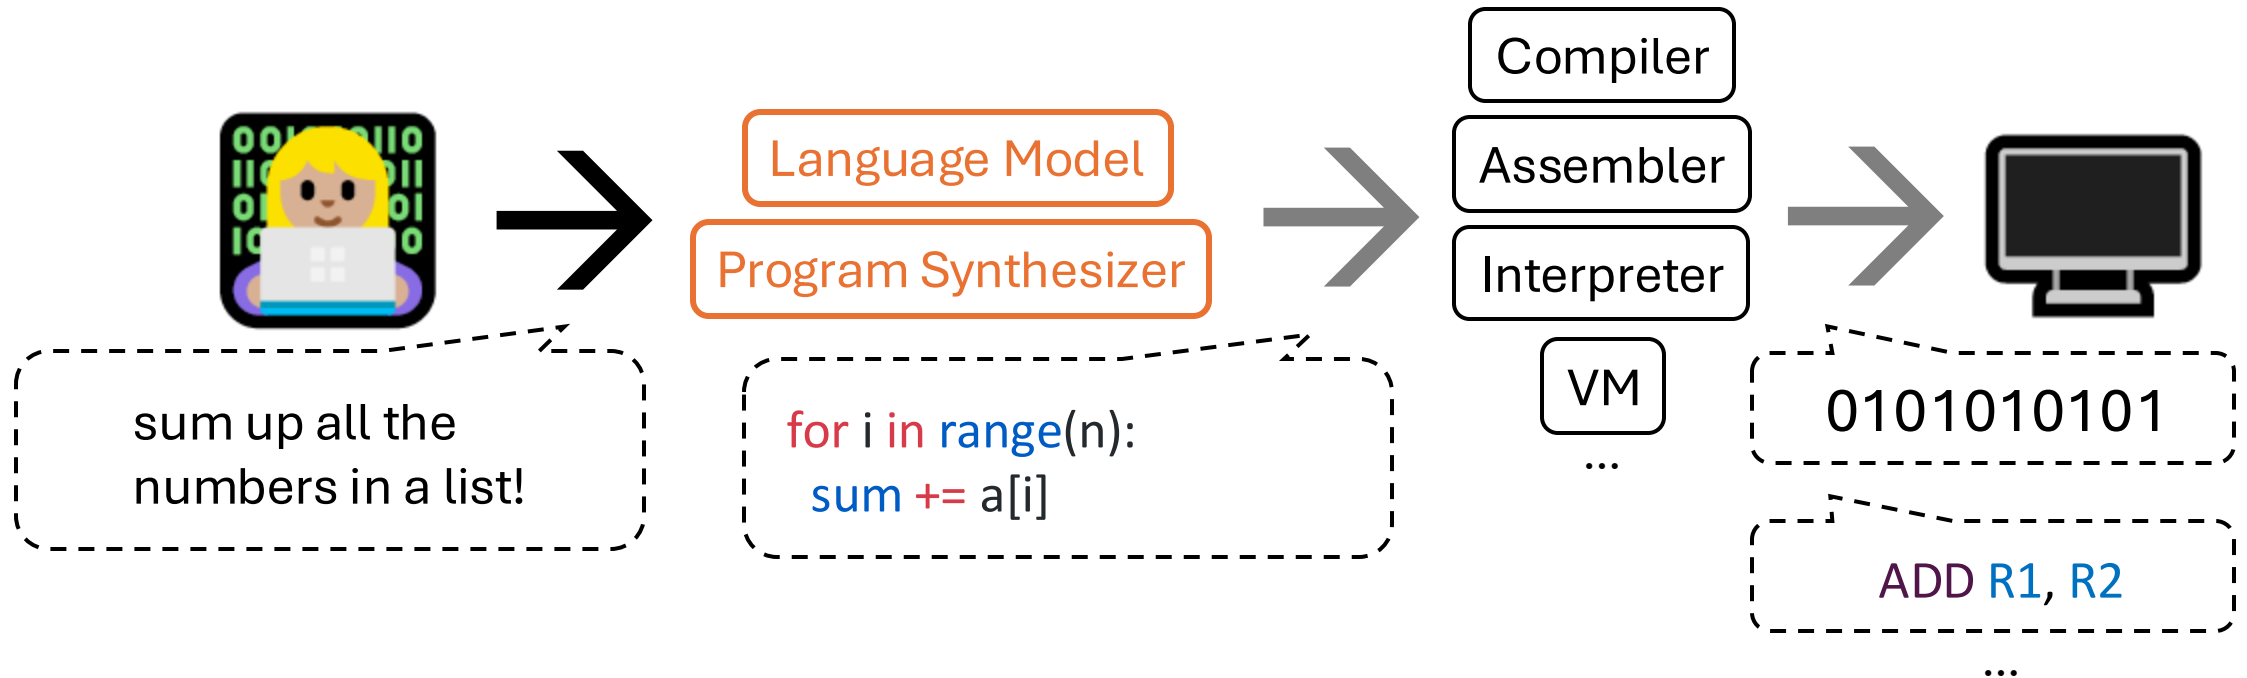 Language Model
Program Synthesizer
Compiler
Assembler
Interpreter
VM
...
sum up all the
numbers in a list!
for i in range(n):
sum += a[i]
0101010101
ADD R1, R2
...